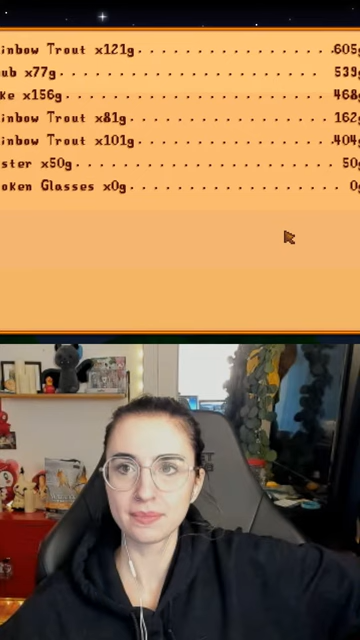 inbow Trout x121g. . . . . . . . . . . . . . . . .605g
ub x77g. . . . . . . . . . . . . . . . . . . . . . 539
ke x156g. . . . . . . . . . . . . . . . . . . . . 468g
inbow Trout x81g. . . . . . . . . . . . . . . . . 162g
inbow Trout x101g. . . . . . . . . . . . . . . . .404g
ster x50g. . . . . . . . . . . . . . . . . . . . . 50g
oken Glasses x0g. . . . . . . . . . . . . . . . . . 0g